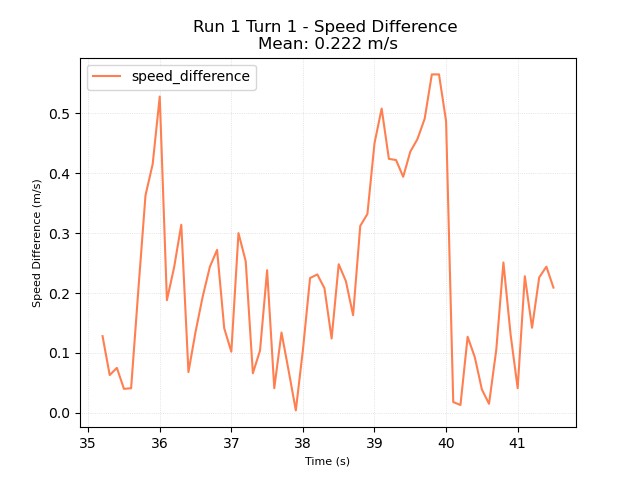 Run 1 Turn 1 - Speed Difference
Mean: 0.222 m/s
speed_difference
Speed Difference (m/s)
0.5
0.4
0.3
0.2
0.1
0.0
35 36 37 38 39 40 41
Time (s)